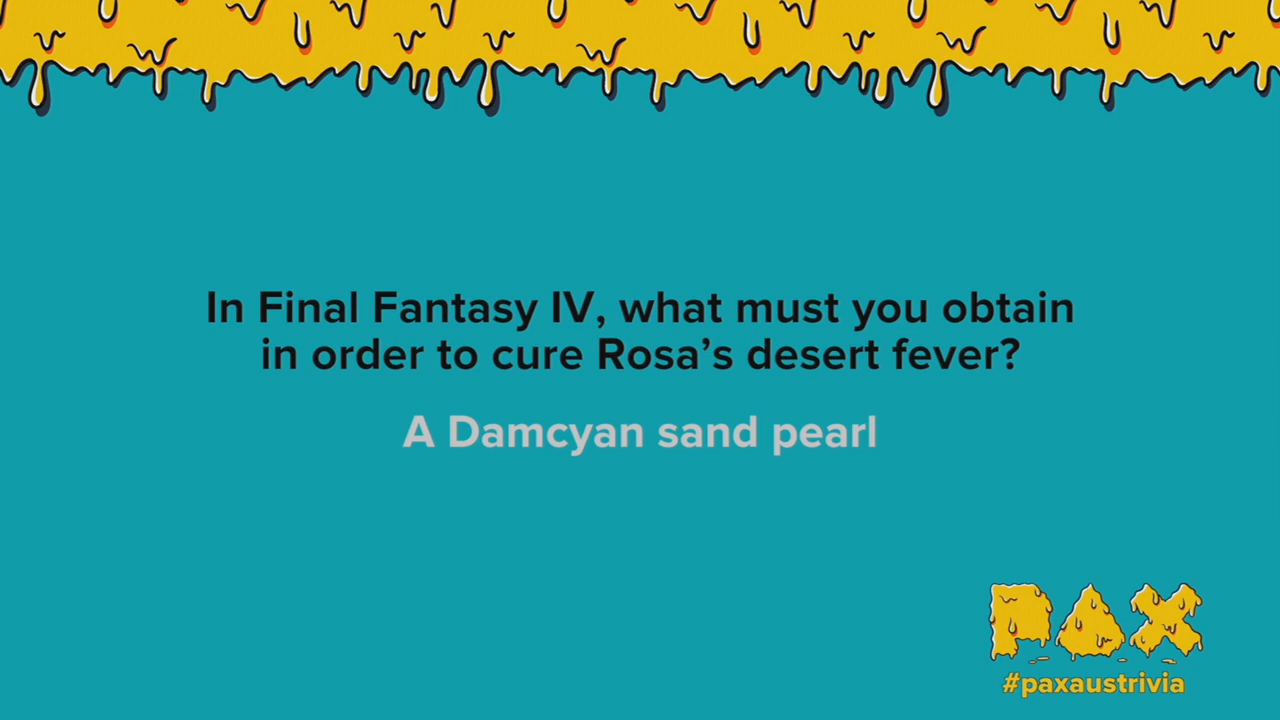 In Final Fantasy IV, what must you obtain
in order to cure Rosa’s desert fever?
A Damcyan sand pearl
PAX
#paxaustrivia